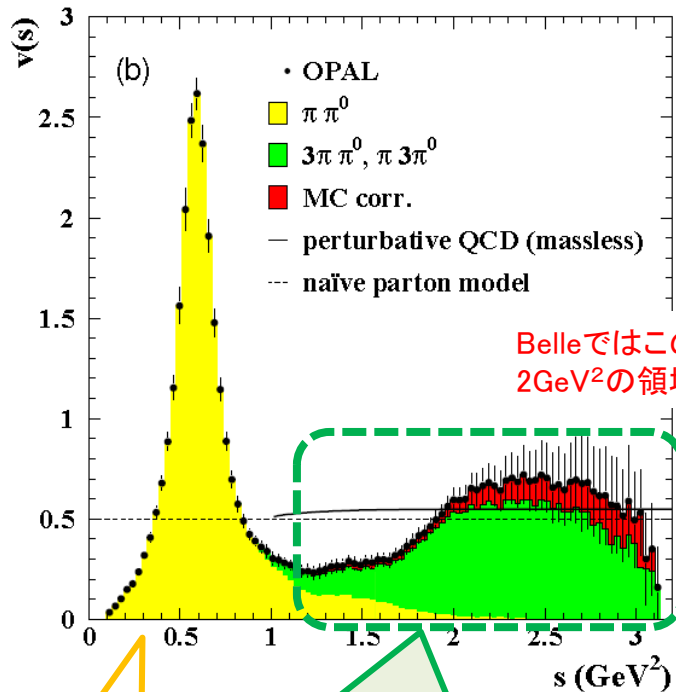 v(s)
3
2.5
2
1.5
1
0.5
0
(b)
OPAL
π π⁰
3π π⁰, π 3π⁰
MC corr.
perturbative QCD (massless)
naïve parton model
Belleではこの
2GeV²の領域
0 0.5 1 1.5 2 2.5 3
s (GeV²)